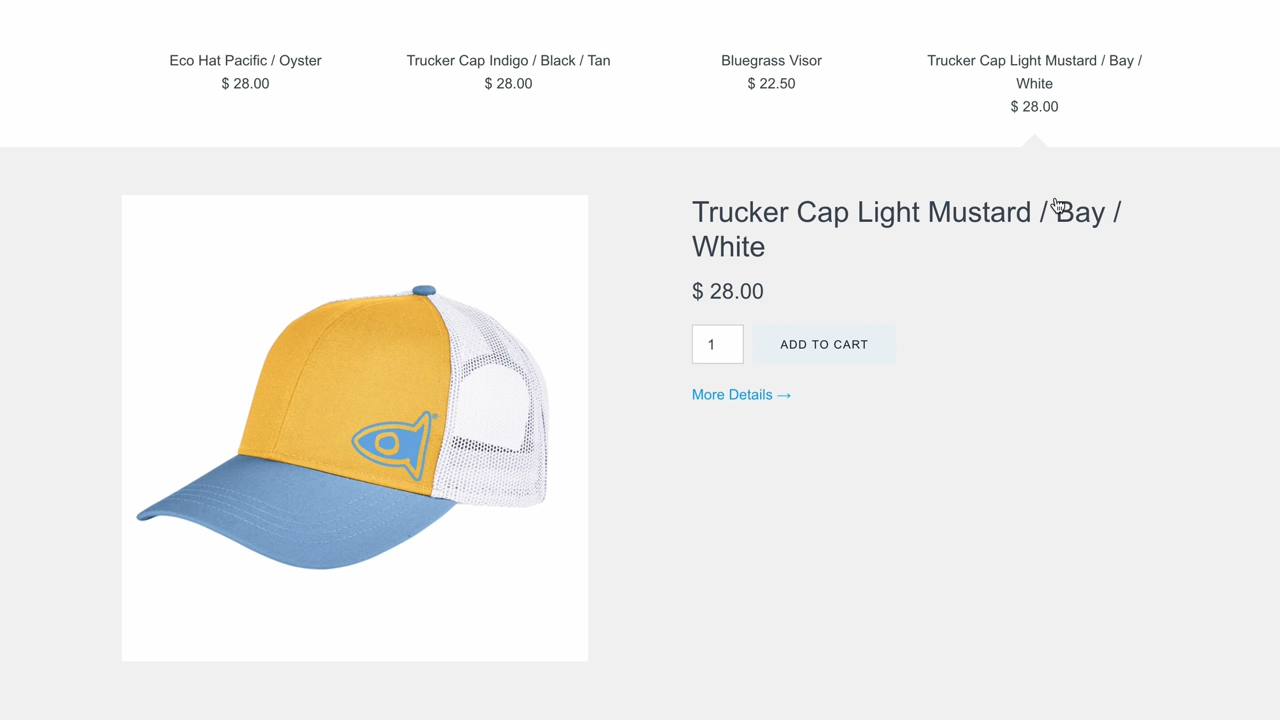 Eco Hat Pacific / Oyster
$ 28.00
Trucker Cap Indigo / Black / Tan
$ 28.00
Bluegrass Visor
$ 22.50
Trucker Cap Light Mustard / Bay /
White
$ 28.00
Trucker Cap Light Mustard / Bay /
White
$ 28.00
1
ADD TO CART
More Details →